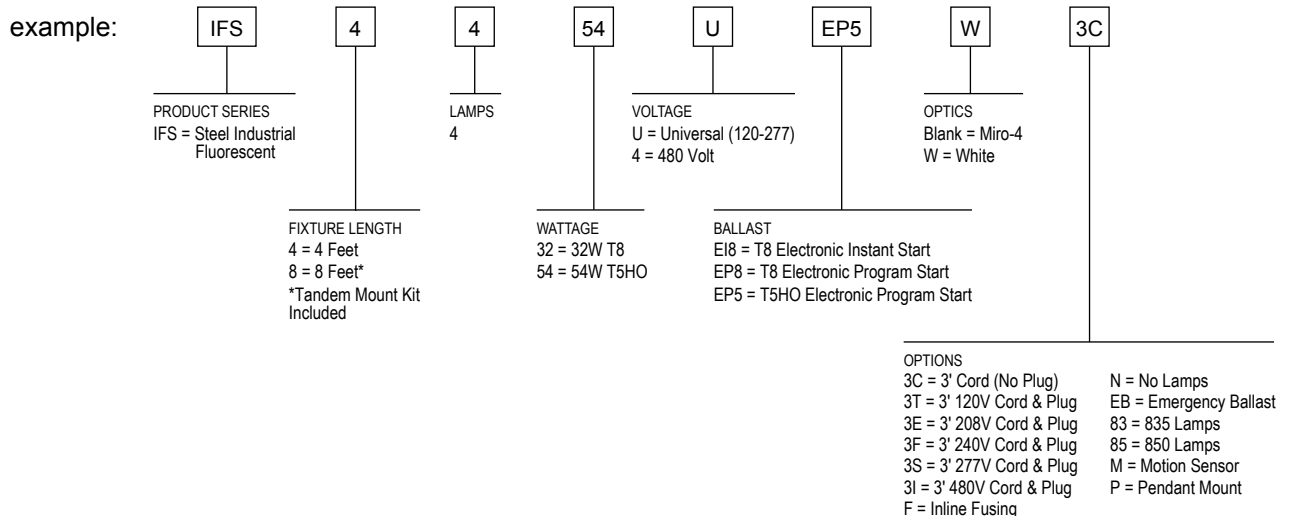 example: IFS 4 4 54 U EP5 W 3C
PRODUCT SERIES
IFS = Steel Industrial
Fluorescent
LAMPS
4
VOLTAGE
U = Universal (120-277)
4 = 480 Volt
OPTICS
Blank = Miro-4
W = White
FIXTURE LENGTH
4 = 4 Feet
8 = 8 Feet*
*Tandem Mount Kit
Included
WATTAGE
32 = 32W T8
54 = 54W T5HO
BALLAST
EI8 = T8 Electronic Instant Start
EP8 = T8 Electronic Program Start
EP5 = T5HO Electronic Program Start
OPTIONS
3C = 3' Cord (No Plug)
3T = 3' 120V Cord & Plug
3E = 3' 208V Cord & Plug
3F = 3' 240V Cord & Plug
3S = 3' 277V Cord & Plug
3I = 3' 480V Cord & Plug
F = Inline Fusing
N = No Lamps
EB = Emergency Ballast
83 = 835 Lamps
85 = 850 Lamps
M = Motion Sensor
P = Pendant Mount